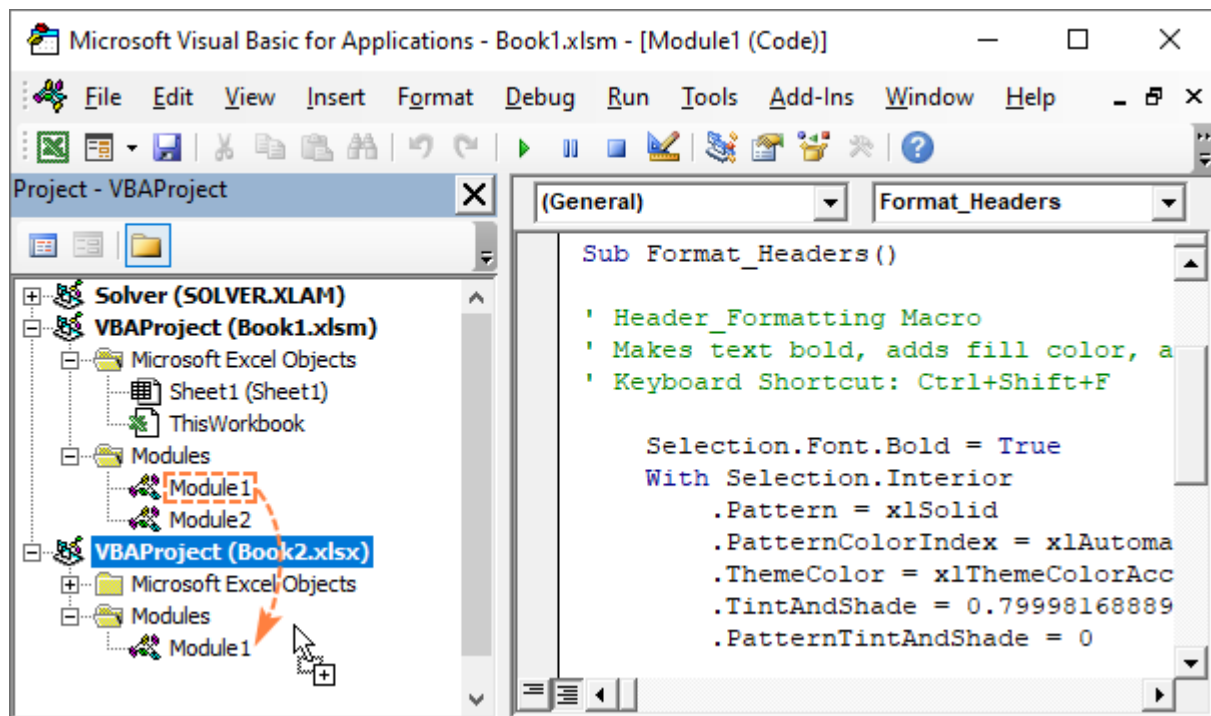 Microsoft Visual Basic for Applications - Book1.xlsm - [Module1 (Code)]
File Edit View Insert Format Debug Run Tools Add-Ins Window Help
Project - VBAProject
Solver (SOLVER.XLAM)
VBAProject (Book1.xlsm)
Microsoft Excel Objects
Sheet1 (Sheet1)
ThisWorkbook
Modules
Module1
Module2
VBAProject (Book2.xlsx)
Microsoft Excel Objects
Modules
Module1
(General) Format_Headers
Sub Format_Headers()
' Header_Formatting Macro
' Makes text bold, adds fill color, a
' Keyboard Shortcut: Ctrl+Shift+F
Selection.Font.Bold = True
With Selection.Interior
.Pattern = xlSolid
.PatternColorIndex = xlAutoma
.ThemeColor = xlThemeColorAcc
.TintAndShade = 0.79998168889
.PatternTintAndShade = 0